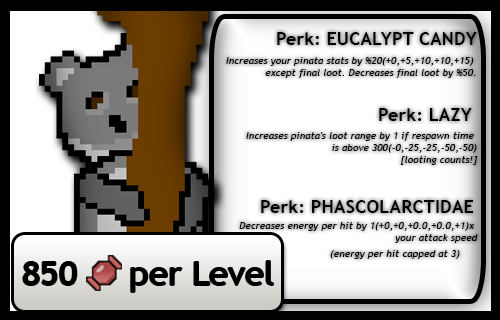 Perk: EUCALYPT CANDY
Increases your pinata stats by %20(+0,+5,+10,+10,+15)
except final loot. Decreases final loot by %50.
Perk: LAZY
Increases pinata's loot range by 1 if respawn time
is above 300(-0,-25,-25,-50,-50)
[looting counts!]
Perk: PHASCOLARCTIDAE
Decreases energy per hit by 1(+0,+0,+0.0,+0.0,+1)x
your attack speed
(energy per hit capped at 3)
850 per Level